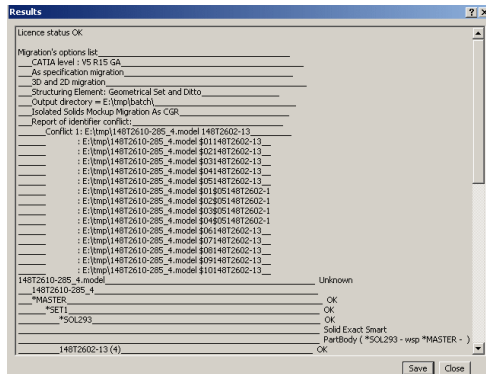 Results
Licence status OK
Migration's options list
CATIA level : V5 R15 GA
As specification migration
3D and 2D migration
Structuring Element: Geometrical Set and Ditto
Output directory = E:\tmp\batch\
Isolated Solids Mockup Migration As CGR
Report of identifier conflict:
Conflict 1: E:\tmp\148T2610-285_4.model 148T2602-13
: E:\tmp\148T2610-285_4.model $01148T2602-13
: E:\tmp\148T2610-285_4.model $02148T2602-13
: E:\tmp\148T2610-285_4.model $03148T2602-13
: E:\tmp\148T2610-285_4.model $04148T2602-13
: E:\tmp\148T2610-285_4.model $05148T2602-13
: E:\tmp\148T2610-285_4.model $01$05148T2602-1
: E:\tmp\148T2610-285_4.model $02$05148T2602-1
: E:\tmp\148T2610-285_4.model $03$05148T2602-1
: E:\tmp\148T2610-285_4.model $04$05148T2602-1
: E:\tmp\148T2610-285_4.model $06148T2602-13
: E:\tmp\148T2610-285_4.model $07148T2602-13
: E:\tmp\148T2610-285_4.model $08148T2602-13
: E:\tmp\148T2610-285_4.model $09148T2602-13
: E:\tmp\148T2610-285_4.model $10148T2602-13
148T2610-285_4.model Unknown
148T2610-285_4
*MASTER OK
*SET1 OK
*SOL293 OK
Solid Exact Smart
PartBody ( *SOL293 - wsp *MASTER - )
148T2602-13 (4) OK
Save Close